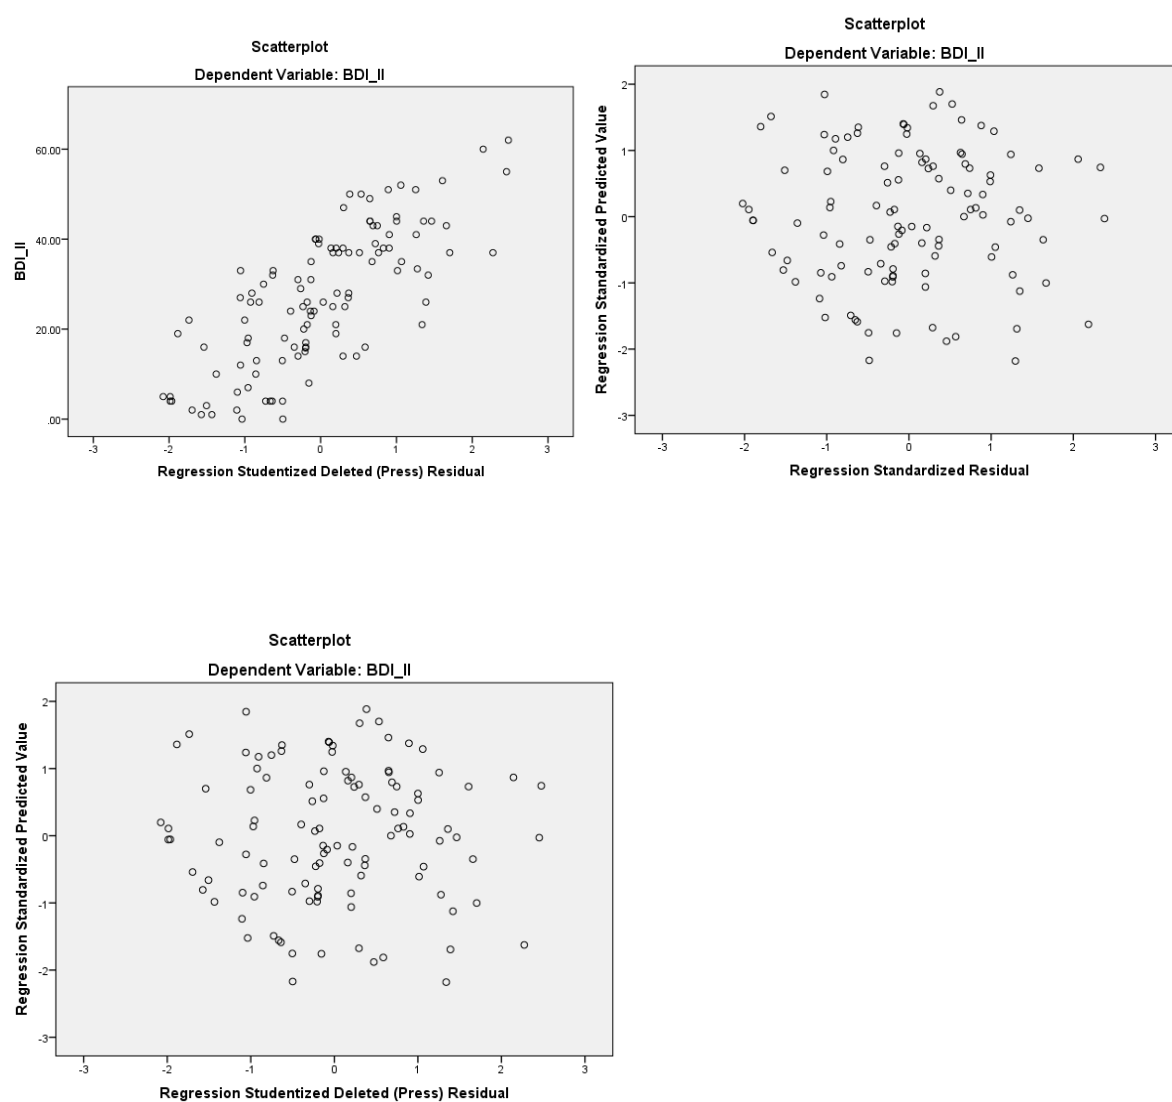 Scatterplot
Dependent Variable: BDI_II
BDI_II
60.00
40.00
20.00
.00
-3 -2 -1 0 1 2 3
Regression Studentized Deleted (Press) Residual
Scatterplot
Dependent Variable: BDI_II
Regression Standardized Predicted Value
2
1
0
-1
-2
-3
-3 -2 -1 0 1 2 3
Regression Standardized Residual
Scatterplot
Dependent Variable: BDI_II
Regression Standardized Predicted Value
2
1
0
-1
-2
-3
-3 -2 -1 0 1 2 3
Regression Studentized Deleted (Press) Residual